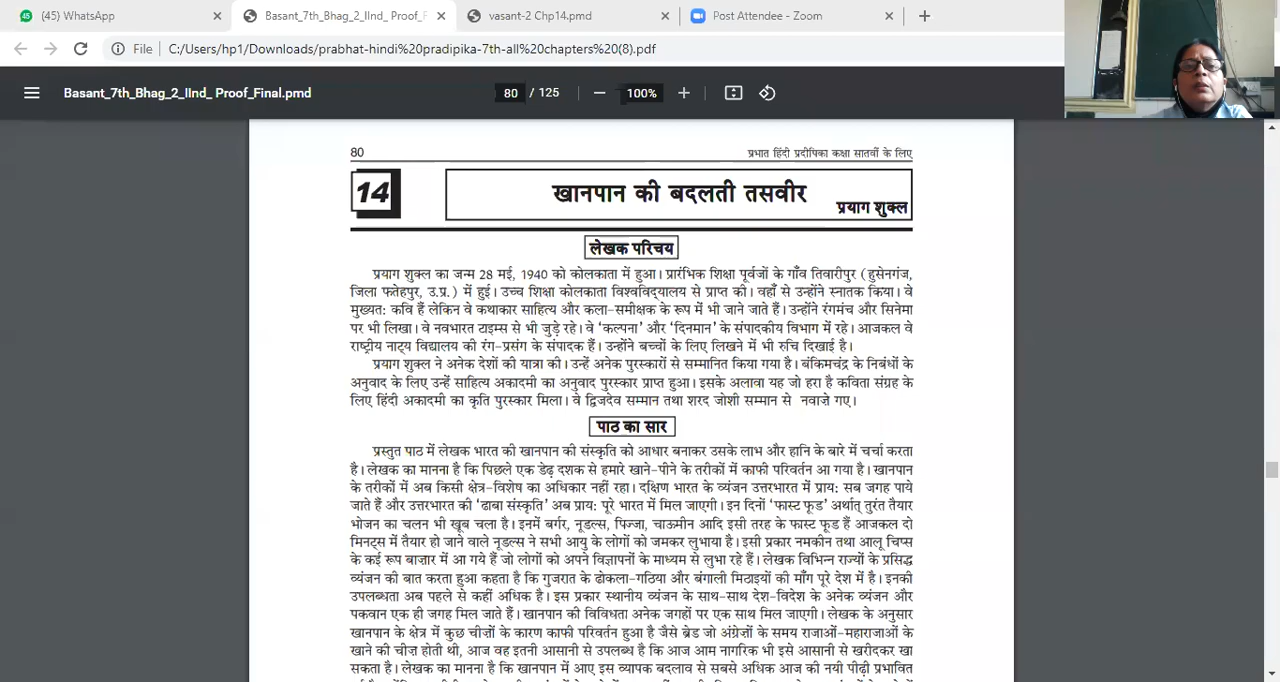 (45) WhatsApp
Basant_7th_Bhag_2_IInd_ Proof_F
vasant-2 Chp14.pmd
Post Attendee - Zoom
File
C:/Users/hp1/Downloads/prabhat-hindi%20pradipika-7th-all%20chapters%20(8).pdf
Basant_7th_Bhag_2_IInd_ Proof_Final.pmd
80 / 125
100%
80
प्रभात हिंदी प्रदीपिका कक्षा सातवीं के लिए
14
खानपान की बदलती तसवीर
प्रयाग शुक्ल
लेखक परिचय
प्रयाग शुक्ल का जन्म 28 मई, 1940 को कोलकाता में हुआ। प्रारंभिक शिक्षा पूर्वजों के गाँव तिवारीपुर (हुसेनगंज,
जिला फतेहपुर, उ.प्र.) में हुई। उच्च शिक्षा कोलकाता विश्वविद्यालय से प्राप्त की। वहाँ से उन्होंने स्नातक किया। वे
मुख्यत: कवि हैं लेकिन वे कथाकार साहित्य और कला-समीक्षक के रूप में भी जाने जाते हैं। उन्होंने रंगमंच और सिनेमा
पर भी लिखा। वे नवभारत टाइम्स से भी जुड़े रहे। वे ‘कल्पना’ और ‘दिनमान’ के संपादकीय विभाग में रहे। आजकल वे
राष्ट्रीय नाट्य विद्यालय की रंग-प्रसंग के संपादक हैं। उन्होंने बच्चों के लिए लिखने में भी रुचि दिखाई है।
प्रयाग शुक्ल ने अनेक देशों की यात्रा की। उन्हें अनेक पुरस्कारों से सम्मानित किया गया है। बंकिमचंद्र के निबंधों के
अनुवाद के लिए उन्हें साहित्य अकादमी का अनुवाद पुरस्कार प्राप्त हुआ। इसके अलावा यह जो हरा है कविता संग्रह के
लिए हिंदी अकादमी का कृति पुरस्कार मिला। वे द्विजदेव सम्मान तथा शरद जोशी सम्मान से नवाज़े गए।
पाठ का सार
प्रस्तुत पाठ में लेखक भारत की खानपान की संस्कृति को आधार बनाकर उसके लाभ और हानि के बारे में चर्चा करता
है। लेखक का मानना है कि पिछले एक डेढ़ दशक से हमारे खाने-पीने के तरीकों में काफी परिवर्तन आ गया है। खानपान
के तरीकों में अब किसी क्षेत्र-विशेष का अधिकार नहीं रहा। दक्षिण भारत के व्यंजन उत्तरभारत में प्राय: सब जगह पाये
जाते हैं और उत्तरभारत की ‘ढाबा संस्कृति’ अब प्राय: पूरे भारत में मिल जाएगी। इन दिनों ‘फास्ट फूड’ अर्थात् तुरंत तैयार
भोजन का चलन भी खूब चला है। इनमें बर्गर, नूडल्स, पिज्जा, चाऊमीन आदि इसी तरह के फास्ट फूड हैं आजकल दो
मिनट्स में तैयार हो जाने वाले नूडल्स ने सभी आयु के लोगों को जमकर लुभाया है। इसी प्रकार नमकीन तथा आलू चिप्स
के कई रूप बाज़ार में आ गये हैं जो लोगों को अपने विज्ञापनों के माध्यम से लुभा रहे हैं। लेखक विभिन्न राज्यों के प्रसिद्ध
व्यंजन की बात करता हुआ कहता है कि गुजरात के ढोकला-गठिया और बंगाली मिठाइयों की माँग पूरे देश में है। इनकी
उपलब्धता अब पहले से कहीं अधिक है। इस प्रकार स्थानीय व्यंजन के साथ-साथ देश-विदेश के अनेक व्यंजन और
पकवान एक ही जगह मिल जाते हैं। खानपान की विविधता अनेक जगहों पर एक साथ मिल जाएगी। लेखक के अनुसार
खानपान के क्षेत्र में कुछ चीज़ों के कारण काफी परिवर्तन हुआ है जैसे ब्रेड जो अंग्रेजों के समय राजाओं-महाराजाओं के
खाने की चीज़ होती थी, आज वह इतनी आसानी से उपलब्ध है कि आज आम नागरिक भी इसे आसानी से खरीदकर खा
सकता है। लेखक का मानना है कि खानपान में आए इस व्यापक बदलाव से सबसे अधिक आज की नयी पीढ़ी प्रभावित